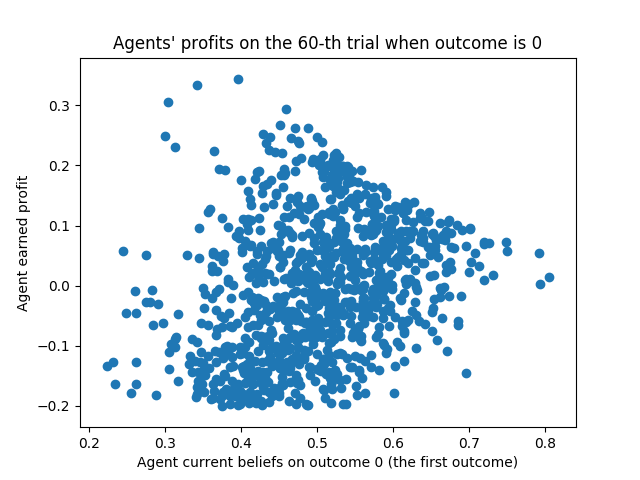 Agents' profits on the 60-th trial when outcome is 0
Agent earned profit
0.3
0.2
0.1
0.0
−0.1
−0.2
0.2 0.3 0.4 0.5 0.6 0.7 0.8
Agent current beliefs on outcome 0 (the first outcome)